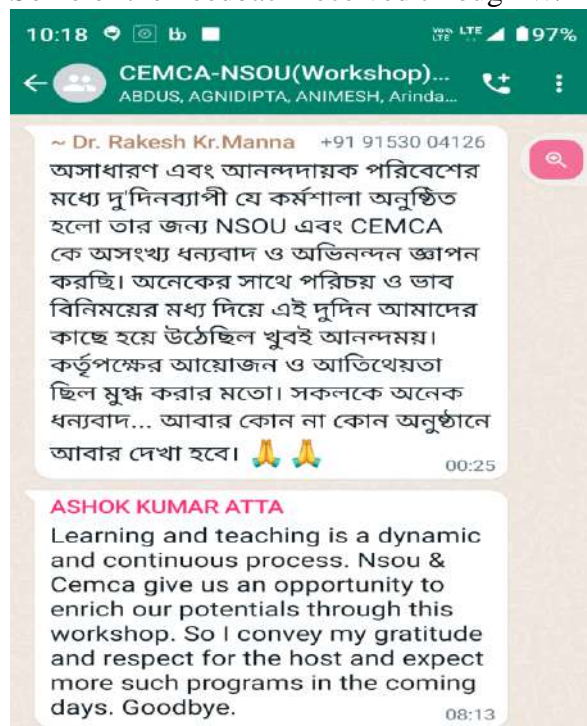 10:18
LTE 97%
CEMCA-NSOU(Workshop)...
ABDUS, AGNIDIPTA, ANIMESH, Arinda...
~ Dr. Rakesh Kr.Manna +91 91530 04126
অসাধারণ এবং আনন্দদায়ক পরিবেশের
মধ্যে দু'দিনব্যাপী যে কর্মশালা অনুষ্ঠিত
হলো তার জন্য NSOU এবং CEMCA
কে অসংখ্য ধন্যবাদ ও অভিনন্দন জ্ঞাপন
করছি। অনেকের সাথে পরিচয় ও ভাব
বিনিময়ের মধ্য দিয়ে এই দুদিন আমাদের
কাছে হয়ে উঠেছিল খুবই আনন্দময়।
কর্তৃপক্ষের আয়োজন ও আতিথেয়তা
ছিল মুগ্ধ করার মতো। সকলকে অনেক
ধন্যবাদ... আবার কোন না কোন অনুষ্ঠানে
আবার দেখা হবে। 🙏 🙏
00:25
ASHOK KUMAR ATTA
Learning and teaching is a dynamic
and continuous process. Nsou &
Cemca give us an opportunity to
enrich our potentials through this
workshop. So I convey my gratitude
and respect for the host and expect
more such programs in the coming
days. Goodbye.
08:13